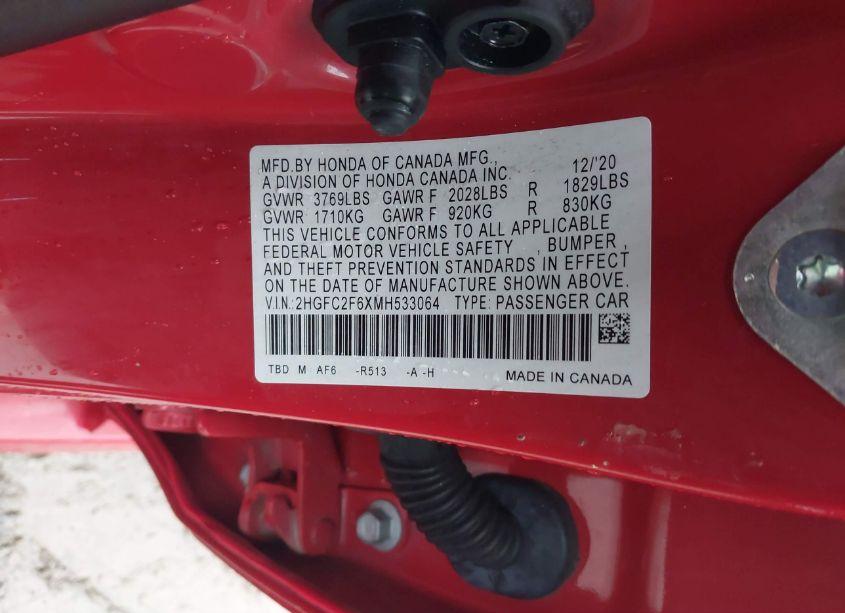 MFD.BY HONDA OF CANADA MFG., 12/'20
A DIVISION OF HONDA CANADA INC.
GVWR 3769LBS GAWR F 2028LBS R 1829LBS
GVWR 1710KG GAWR F 920KG R 830KG
THIS VEHICLE CONFORMS TO ALL APPLICABLE
FEDERAL MOTOR VEHICLE SAFETY , BUMPER ,
AND THEFT PREVENTION STANDARDS IN EFFECT
ON THE DATE OF MANUFACTURE SHOWN ABOVE.
V.I.N.: 2HGFC2F6XMH533064 TYPE: PASSENGER CAR
TBD M AF6 -R513 -A -H MADE IN CANADA